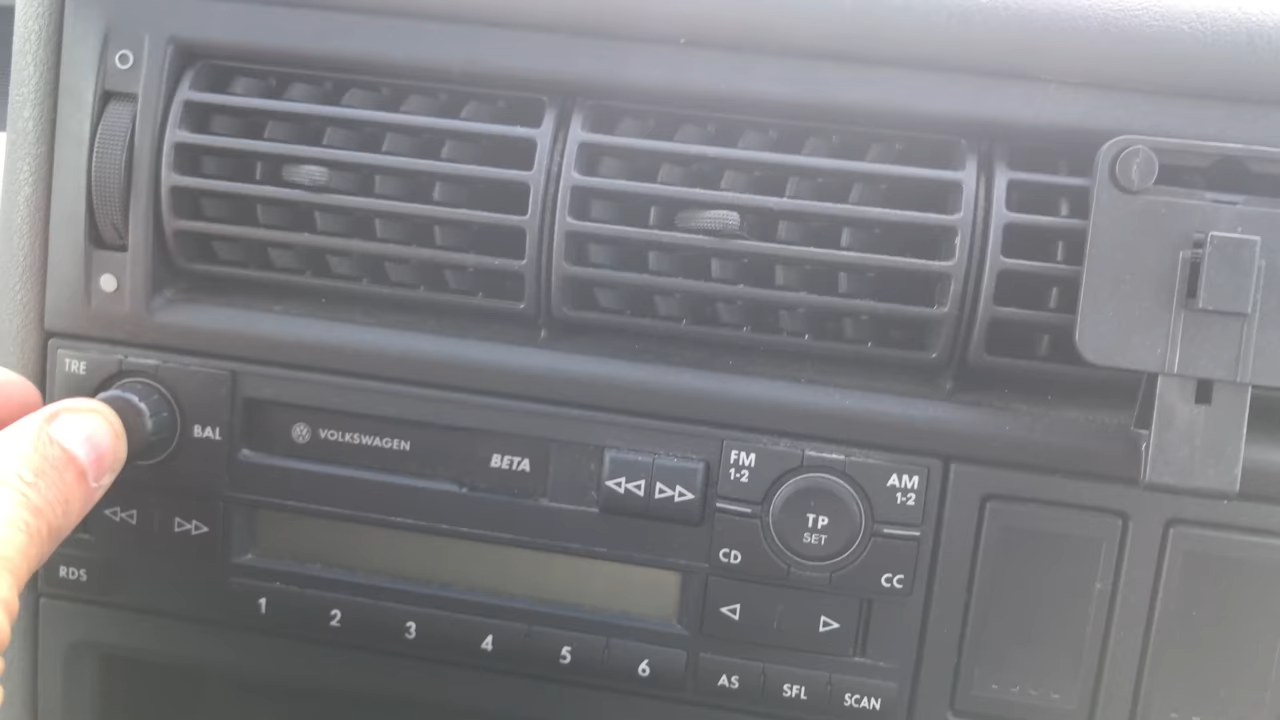 TRE
BAL
VOLKSWAGEN
BETA
FM
1-2
AM
1-2
TP
SET
CD
CC
RDS
1 2 3 4 5 6
AS SFL SCAN